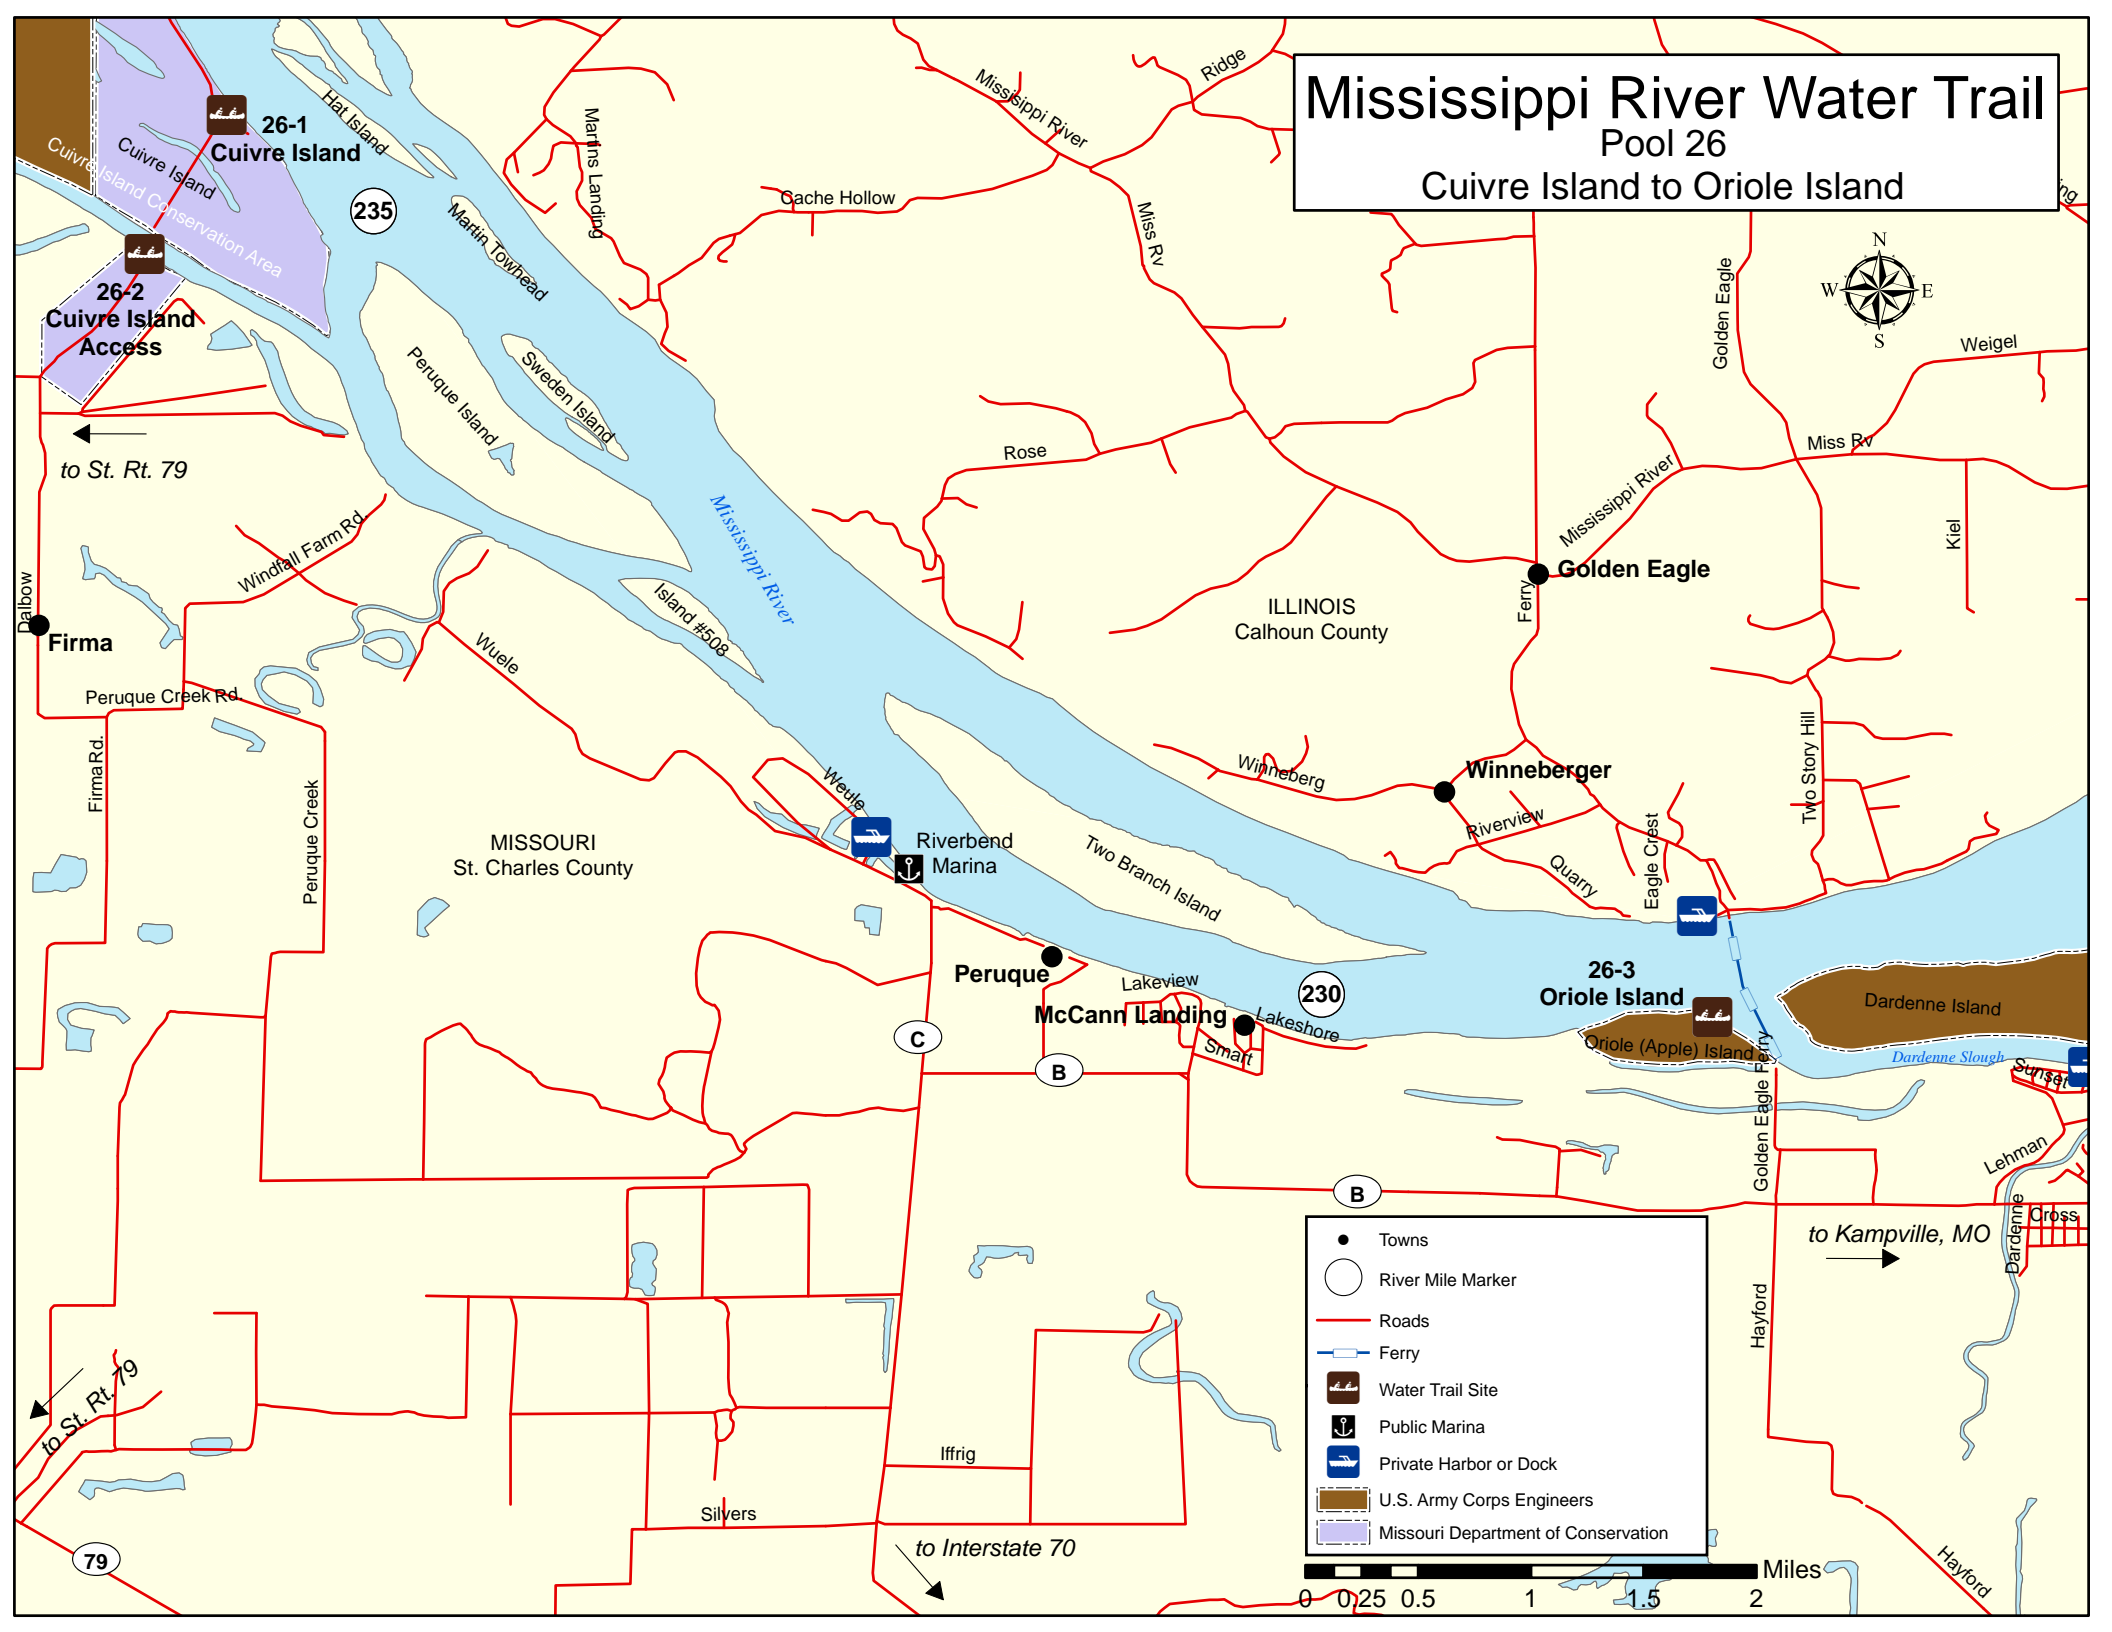 Mississippi River Water Trail
Pool 26
Cuivre Island to Oriole Island
26-1
Cuivre Island
Cuivre Island
Cuivre Island Conservation Area
26-2
Cuivre Island
Access
Hat Island
235
Martin Towhead
Martins Landing
Cache Hollow
Missisippi River
Ridge
Miss Rv
N
W
E
S
Golden Eagle
Weigel
Miss Rv
Mississippi River
Kiel
to St. Rt. 79
Peruque Island
Sweden Island
Mississippi River
Rose
Windfall Farm Rd.
Dalbow
Firma
Island #508
Wuele
Peruque Creek Rd.
Firma Rd.
Peruque Creek
ILLINOIS
Calhoun County
Golden Eagle
Ferry
Winneberg
Winneberger
Riverview
Quarry
Eagle Crest
Two Story Hill
MISSOURI
St. Charles County
Weule
Riverbend
Marina
Two Branch Island
Peruque
Lakeview
McCann Landing
Lakeshore
Smart
230
26-3
Oriole Island
Oriole (Apple) Island
Dardenne Island
Dardenne Slough
Sunset
Golden Eagle Ferry
Lehman
Dardenne
Cross
C
B
B
to Kampville, MO
Hayford
Hayford
to St. Rt. 79
79
Iffrig
Silvers
to Interstate 70
Towns
River Mile Marker
Roads
Ferry
Water Trail Site
Public Marina
Private Harbor or Dock
U.S. Army Corps Engineers
Missouri Department of Conservation
Miles
0 0.25 0.5 1 1.5 2